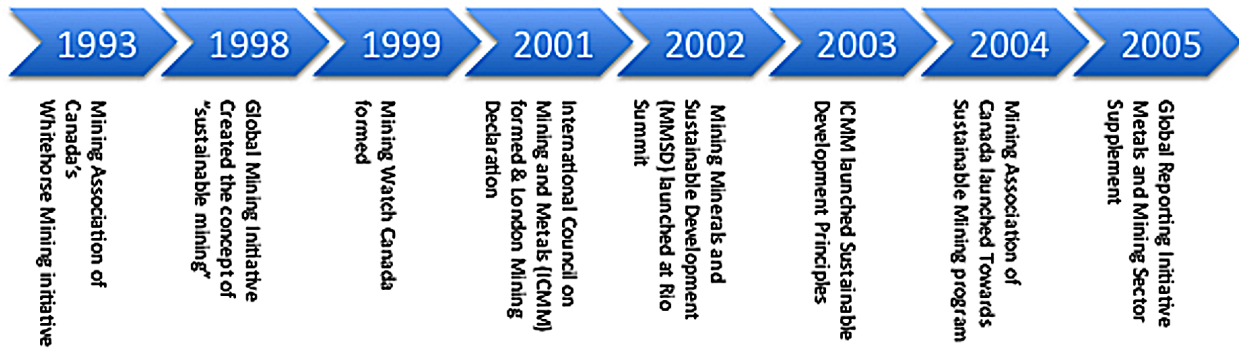 1993
1998
1999
2001
2002
2003
2004
2005
Mining Association of
Canada's
Whitehorse Mining initiative
Global Mining Initiative
Created the concept of
"sustainable mining"
Mining Watch Canada
formed
International Council on
Mining and Metals (ICMM)
formed & London Mining
Declaration
Mining Minerals and
Sustainable Development
(MMSD) launched at Rio
Summit
ICMM launched Sustainable
Development Principles
Mining Association of
Canada launched Towards
Sustainable Mining program
Global Reporting Initiative
Metals and Mining Sector
Supplement